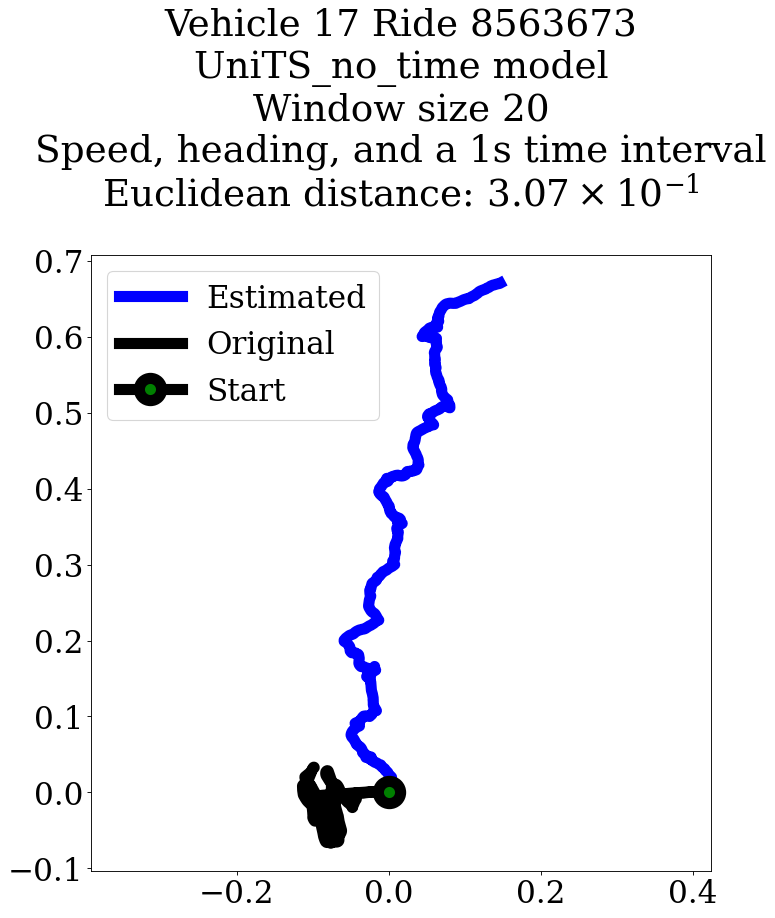 Vehicle 17 Ride 8563673
UniTS_no_time model
Window size 20
Speed, heading, and a 1s time interval
Euclidean distance: 3.07 × 10⁻¹
0.7
0.6
0.5
0.4
0.3
0.2
0.1
0.0
−0.1
Estimated
Original
Start
−0.2
0.0
0.2
0.4